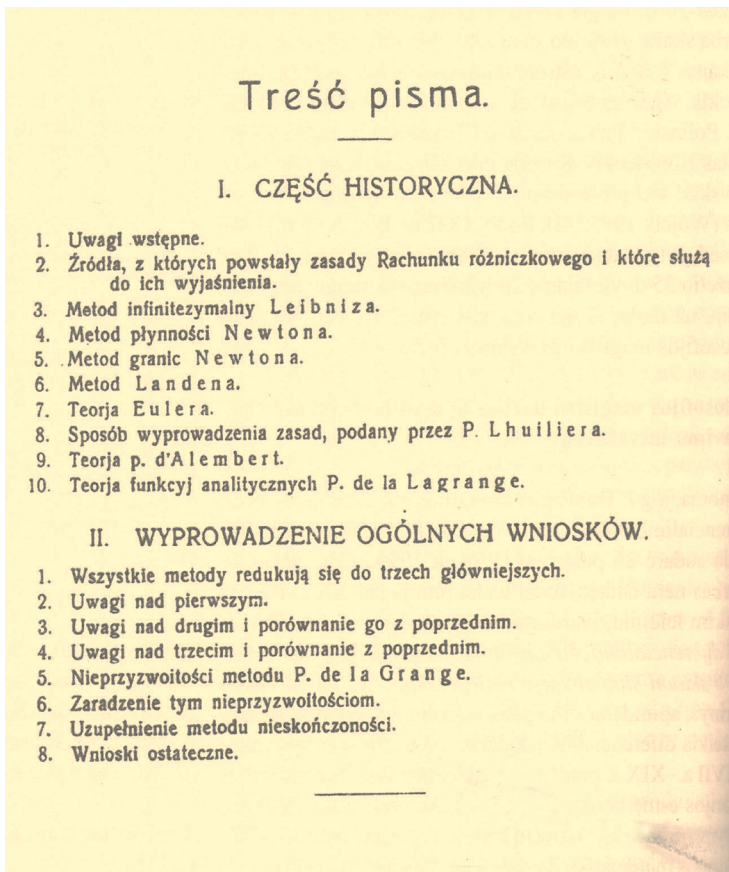 Treść pisma.
I. CZĘŚĆ HISTORYCZNA.
1. Uwagi wstępne.
2. Źródła, z których powstały zasady Rachunku różniczkowego i które służą
do ich wyjaśnienia.
3. Metod infinitezymalny Leibniza.
4. Metod płynności Newtona.
5. Metod granic Newtona.
6. Metod Landena.
7. Teorja Eulera.
8. Sposób wyprowadzenia zasad, podany przez P. Lhuiliera.
9. Teorja p. d'Alembert.
10. Teorja funkcyj analitycznych P. de la Lagrange.
II. WYPROWADZENIE OGÓLNYCH WNIOSKÓW.
1. Wszystkie metody redukują się do trzech główniejszych.
2. Uwagi nad pierwszym.
3. Uwagi nad drugim i porównanie go z poprzednim.
4. Uwagi nad trzecim i porównanie z poprzednim.
5. Nieprzyzwoitości metodu P. de la Grange.
6. Zaradzenie tym nieprzyzwoitościom.
7. Uzupełnienie metodu nieskończoności.
8. Wnioski ostateczne.